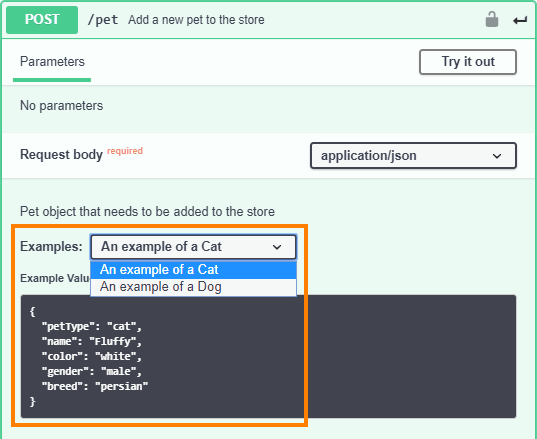 POST /pet Add a new pet to the store
Parameters
Try it out
No parameters
Request body required
application/json
Pet object that needs to be added to the store
Examples: An example of a Cat
An example of a Cat
An example of a Dog
Example
{
"petType": "cat",
"name": "Fluffy",
"color": "white",
"gender": "male",
"breed": "persian"
}